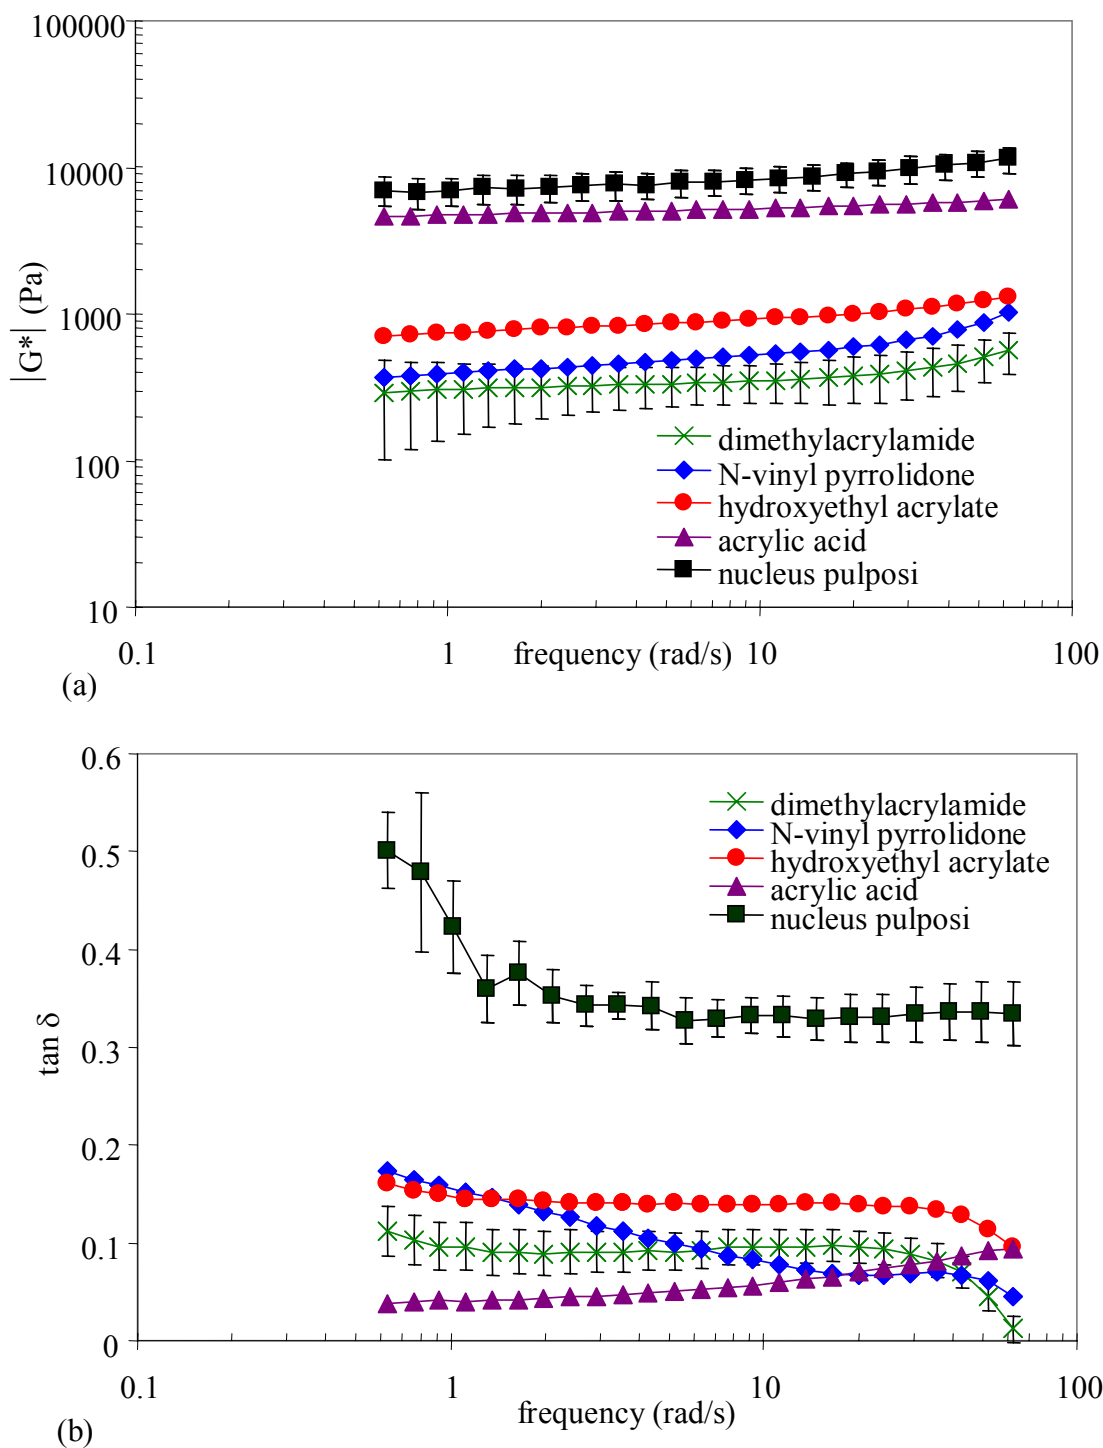 100000
10000
1000
100
10
|G*| (Pa)
dimethylacrylamide
N-vinyl pyrrolidone
hydroxyethyl acrylate
acrylic acid
nucleus pulposi
0.1
1
frequency (rad/s)
10
100
(a)
0.6
0.5
0.4
0.3
0.2
0.1
0
tan δ
dimethylacrylamide
N-vinyl pyrrolidone
hydroxyethyl acrylate
acrylic acid
nucleus pulposi
0.1
1
10
100
frequency (rad/s)
(b)